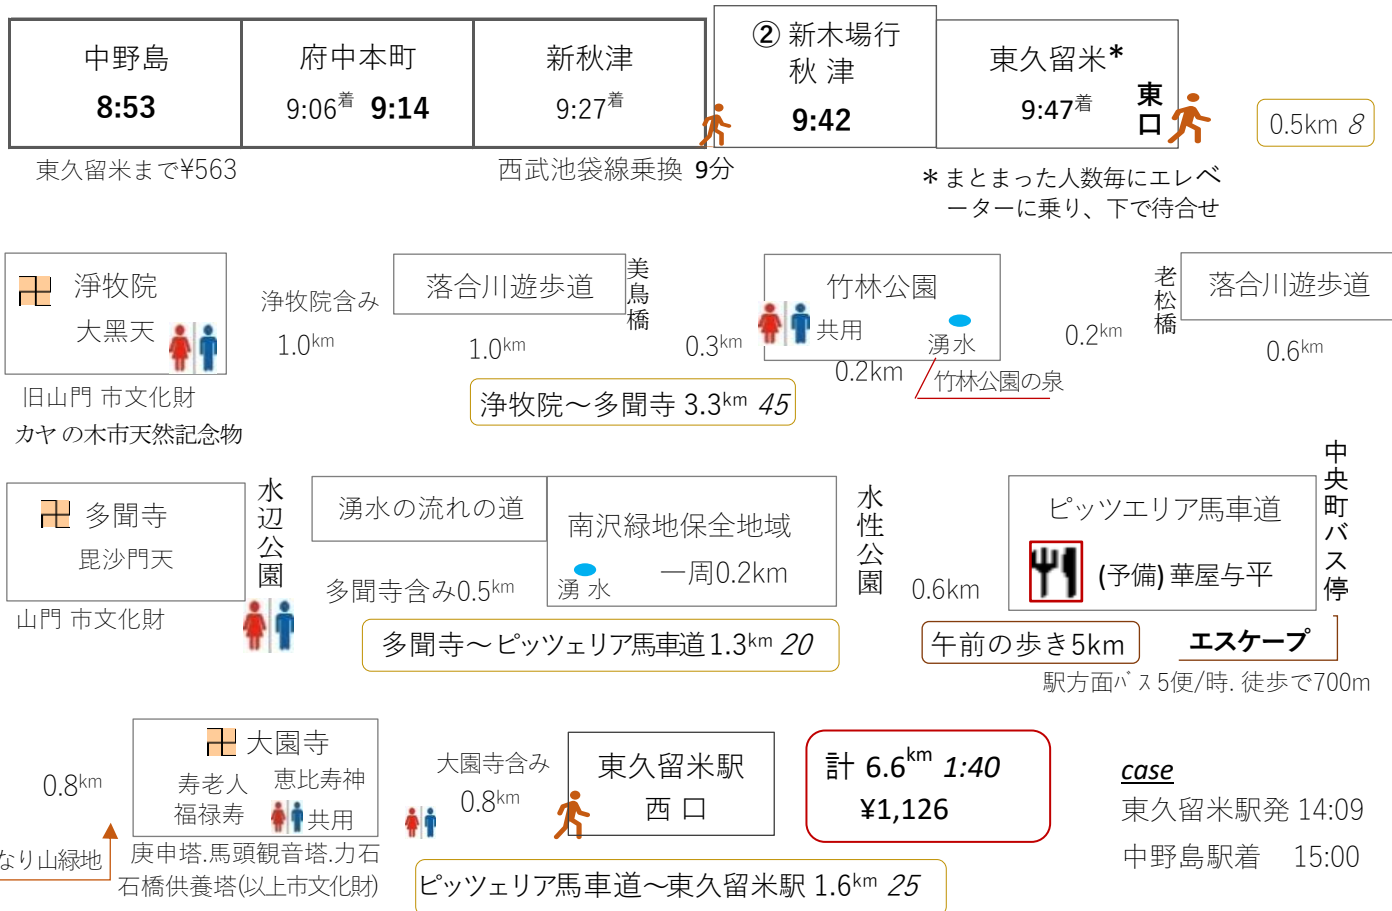 中野島
8:53
府中本町
9:06着 9:14
新秋津
9:27着
② 新木場行
秋 津
9:42
東久留米*
9:47着
東口
0.5km 8
東久留米まで¥563
西武池袋線乗換 9分
*まとまった人数毎にエレベ
ーターに乗り、下で待合せ
淨牧院
大黑天
浄牧院含み
1.0km
落合川遊歩道
1.0km
美鳥橋
0.3km
竹林公園
共用
湧水
0.2km
竹林公園の泉
0.2km
老松橋
落合川遊歩道
0.6km
旧山門 市文化財
カヤの木市天然記念物
浄牧院～多聞寺 3.3km 45
多聞寺
毘沙門天
山門 市文化財
水辺公園
湧水の流れの道
多聞寺含み0.5km
南沢緑地保全地域
湧 水
一周0.2km
水性公園
0.6km
ピッツエリア馬車道
(予備) 華屋与平
中央町バス停
多聞寺～ピッツェリア馬車道 1.3km 20
午前の歩き5km
エスケープ
駅方面バス 5便/時. 徒歩で700m
0.8km
なり山緑地
大園寺
寿老人
恵比寿神
福禄寿
共用
庚申塔.馬頭観音塔.力石
石橋供養塔(以上市文化財)
大園寺含み
0.8km
東久留米駅
西 口
ピッツェリア馬車道～東久留米駅 1.6km 25
計 6.6km 1:40
¥1,126
case
東久留米駅発 14:09
中野島駅着 15:00